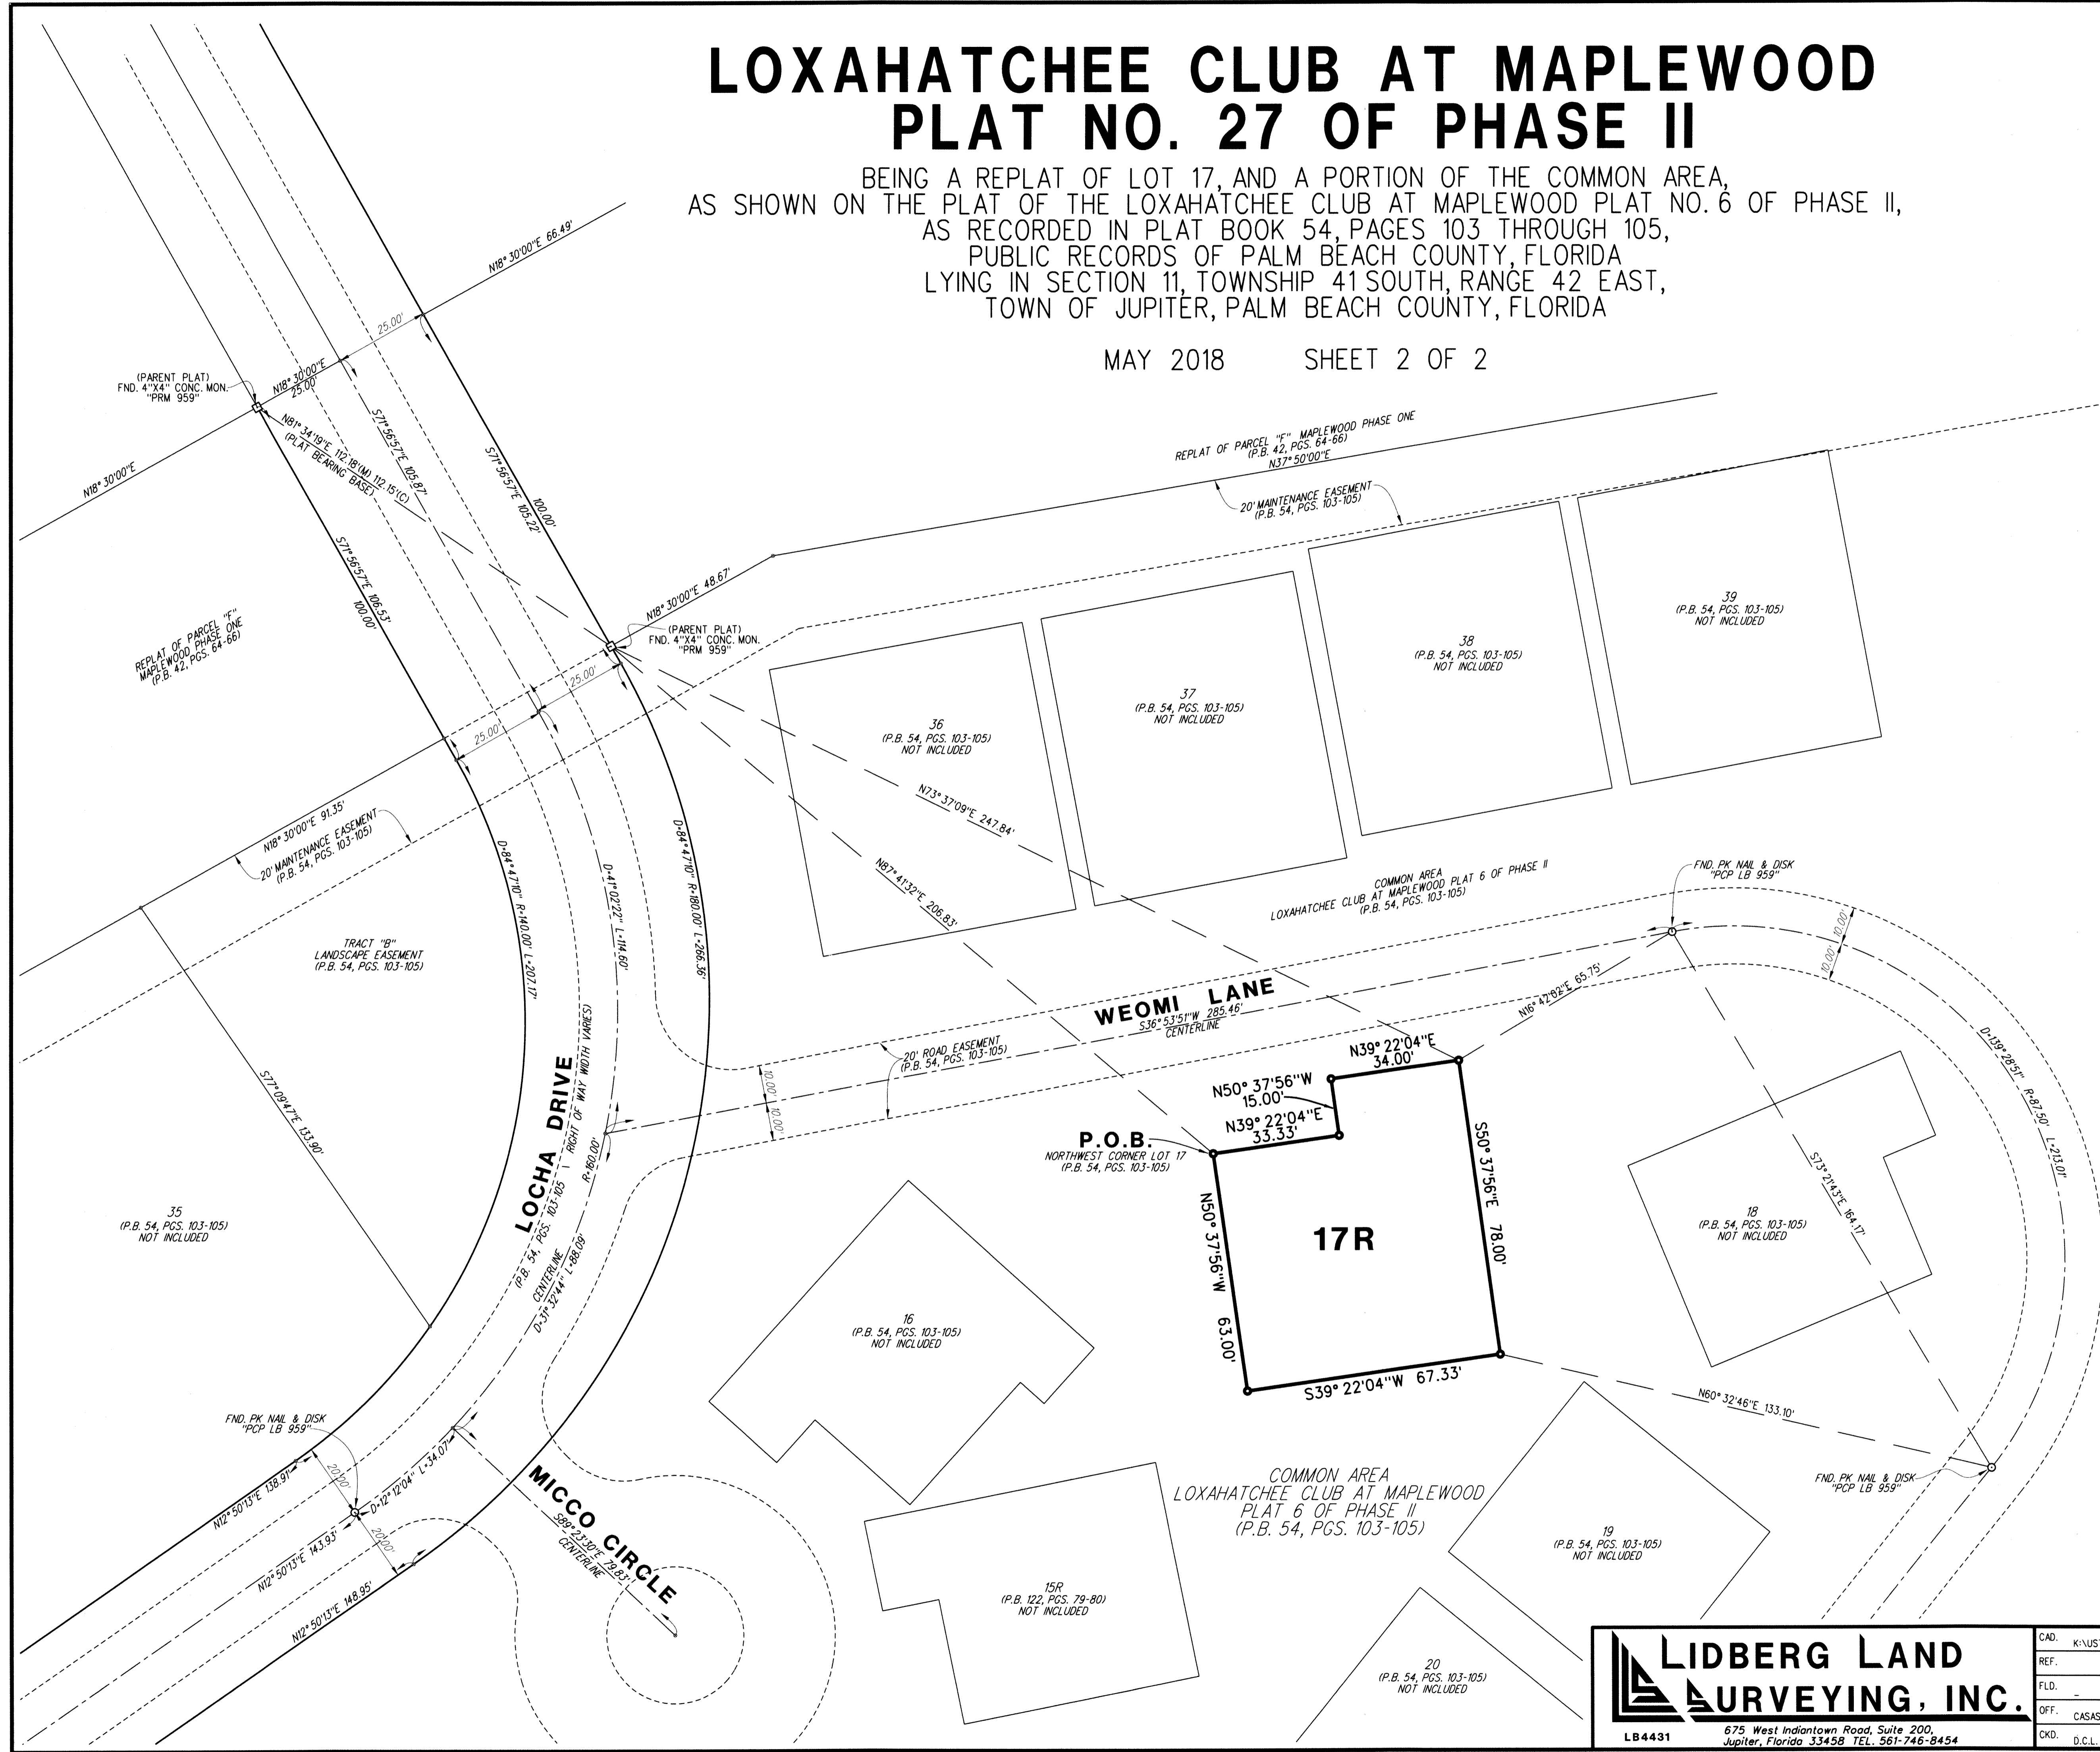 LOXAHATCHEE CLUB AT MAPLEWOOD
PLAT NO. 27 OF PHASE II
BEING A REPLAT OF LOT 17, AND A PORTION OF THE COMMON AREA,
AS SHOWN ON THE PLAT OF THE LOXAHATCHEE CLUB AT MAPLEWOOD PLAT NO. 6 OF PHASE II,
AS RECORDED IN PLAT BOOK 54, PAGES 103 THROUGH 105,
PUBLIC RECORDS OF PALM BEACH COUNTY, FLORIDA
LYING IN SECTION 11, TOWNSHIP 41 SOUTH, RANGE 42 EAST,
TOWN OF JUPITER, PALM BEACH COUNTY, FLORIDA
MAY 2018 SHEET 2 OF 2
N18° 30'00"E 66.49'
25.00'
N18° 30'00"E
25.00'
(PARENT PLAT)
FND. 4"X4" CONC. MON.
"PRM 959"
N81° 34'19"E 112.18'(M) 112.15'(C)
(PLAT BEARING BASE)
S71° 56'57"E 105.87'
S71° 56'57"E 105.22'
100.00'
N18° 30'00"E
S71° 56'57"E 106.53'
100.00'
REPLAT OF PARCEL "F"
MAPLEWOOD PHASE ONE
(P.B. 42, PGS. 64-66)
REPLAT OF PARCEL "F" MAPLEWOOD PHASE ONE
(P.B. 42, PGS. 64-66)
N37° 50'00"E
20' MAINTENANCE EASEMENT
(P.B. 54, PGS. 103-105)
N18° 30'00"E 48.67'
(PARENT PLAT)
FND. 4"X4" CONC. MON.
"PRM 959"
25.00'
25.00'
36
(P.B. 54, PGS. 103-105)
NOT INCLUDED
37
(P.B. 54, PGS. 103-105)
NOT INCLUDED
38
(P.B. 54, PGS. 103-105)
NOT INCLUDED
39
(P.B. 54, PGS. 103-105)
NOT INCLUDED
N18° 30'00"E 91.35'
20' MAINTENANCE EASEMENT
(P.B. 54, PGS. 103-105)
D=84° 47'10" R=140.00' L=207.17'
D=41° 02'22" L=114.60'
D=84° 47'10" R=180.00' L=266.36'
N73° 37'09"E 247.84'
N87° 41'32"E 206.83'
COMMON AREA
LOXAHATCHEE CLUB AT MAPLEWOOD PLAT 6 OF PHASE II
(P.B. 54, PGS. 103-105)
FND. PK NAIL & DISK
"PCP LB 959"
10.00'
10.00'
TRACT "B"
LANDSCAPE EASEMENT
(P.B. 54, PGS. 103-105)
WEOMI LANE
S36° 53'51"W 285.46'
CENTERLINE
20' ROAD EASEMENT
(P.B. 54, PGS. 103-105)
10.00'
10.00'
N16° 42'02"E 65.75'
D=139° 28'51" R=87.50' L=213.01'
S73° 21'43"E 164.17'
S77° 09'47"E 133.90'
LOCHA DRIVE
(P.B. 54, PGS. 103-105 \ RIGHT OF WAY WIDTH VARIES)
R=160.00'
CENTERLINE
D=31° 32'44" L=88.09'
N39° 22'04"E
34.00'
N50° 37'56"W
15.00'
N39° 22'04"E
33.33'
P.O.B.
NORTHWEST CORNER LOT 17
(P.B. 54, PGS. 103-105)
S50° 37'56"E 78.00'
N50° 37'56"W 63.00'
17R
S39° 22'04"W 67.33'
35
(P.B. 54, PGS. 103-105)
NOT INCLUDED
18
(P.B. 54, PGS. 103-105)
NOT INCLUDED
16
(P.B. 54, PGS. 103-105)
NOT INCLUDED
N60° 32'46"E 133.10'
FND. PK NAIL & DISK
"PCP LB 959"
FND. PK NAIL & DISK
"PCP LB 959"
N12° 50'13"E 138.91'
20.00'
D=12° 12'04" L=34.07'
N12° 50'13"E 143.93'
20.00'
N12° 50'13"E 148.95'
MICCO CIRCLE
S89° 23'30"E 79.83'
CENTERLINE
COMMON AREA
LOXAHATCHEE CLUB AT MAPLEWOOD
PLAT 6 OF PHASE II
(P.B. 54, PGS. 103-105)
15R
(P.B. 122, PGS. 79-80)
NOT INCLUDED
19
(P.B. 54, PGS. 103-105)
NOT INCLUDED
20
(P.B. 54, PGS. 103-105)
NOT INCLUDED
LIDBERG LAND
SURVEYING, INC.
LB4431
675 West Indiantown Road, Suite 200,
Jupiter, Florida 33458 TEL. 561-746-8454
CAD. K:\US
REF.
FLD. _
OFF. CASAS
CKD. D.C.L.